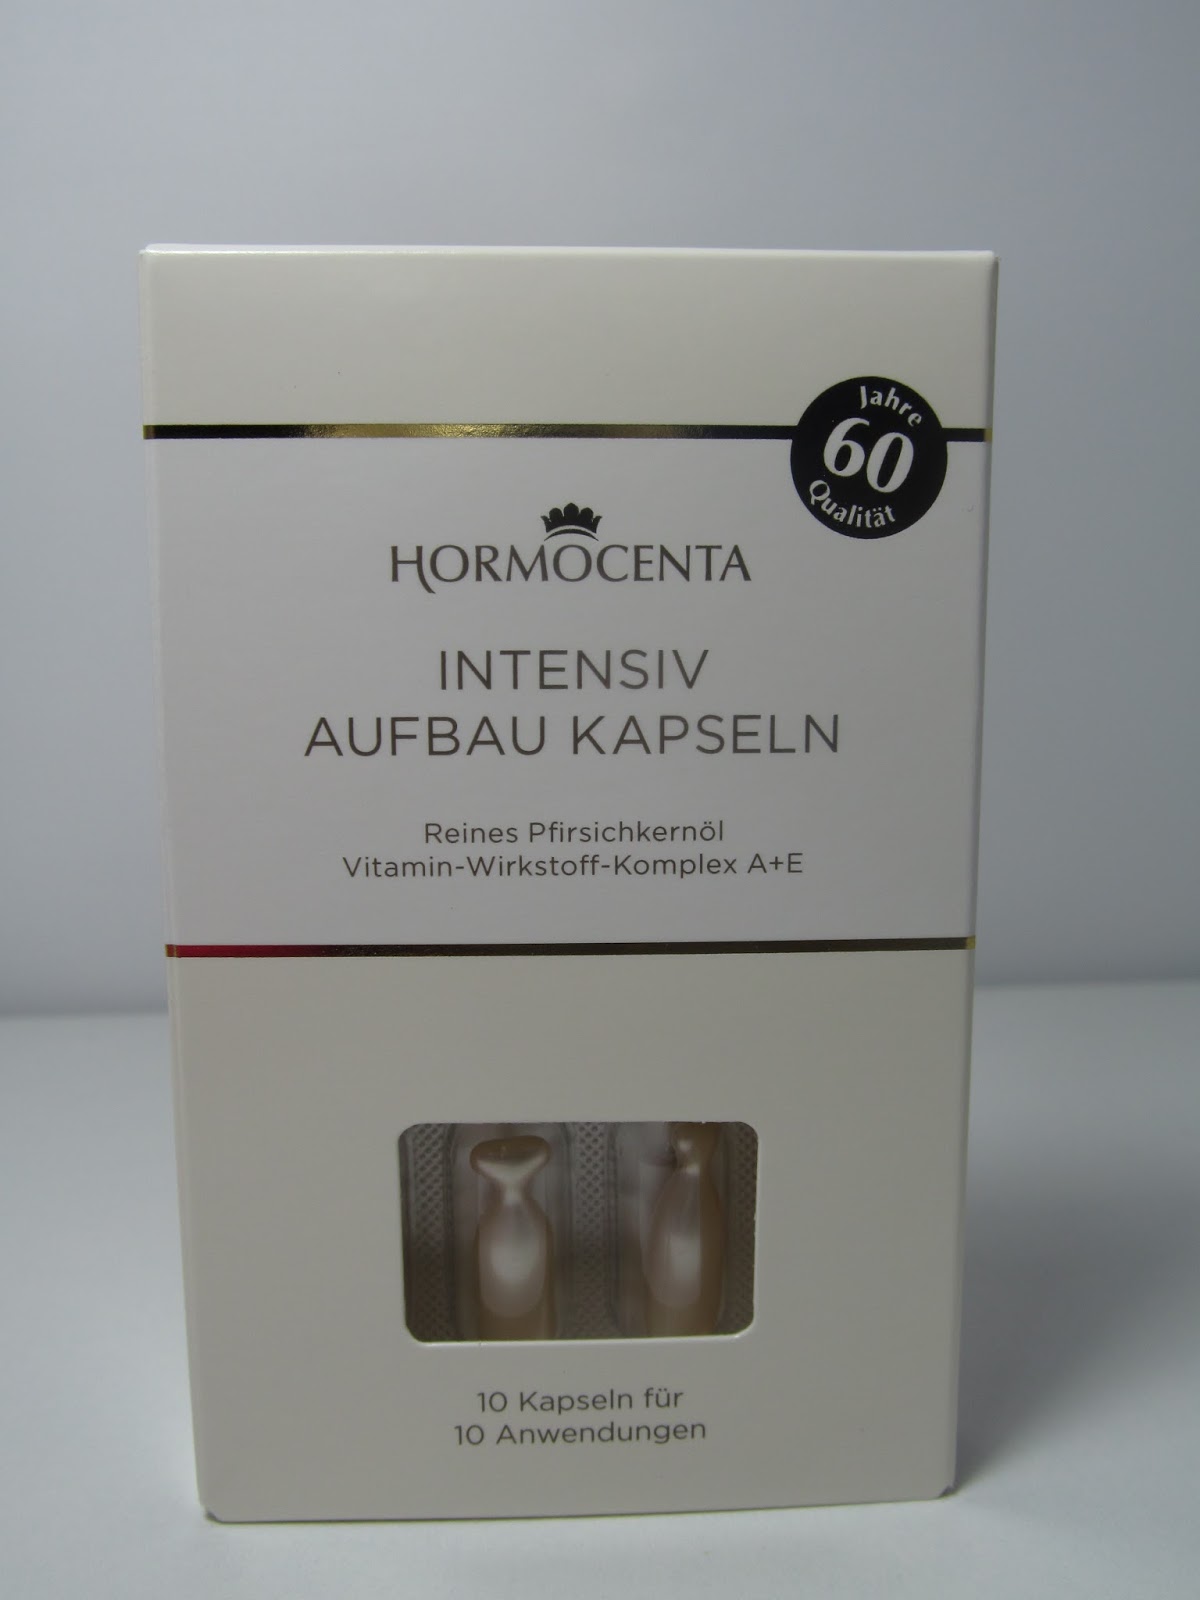 Jahre
60
Qualität
HORMOCENTA
INTENSIV
AUFBAU KAPSELN
Reines Pfirsichkernöl
Vitamin-Wirkstoff-Komplex A+E
10 Kapseln für
10 Anwendungen